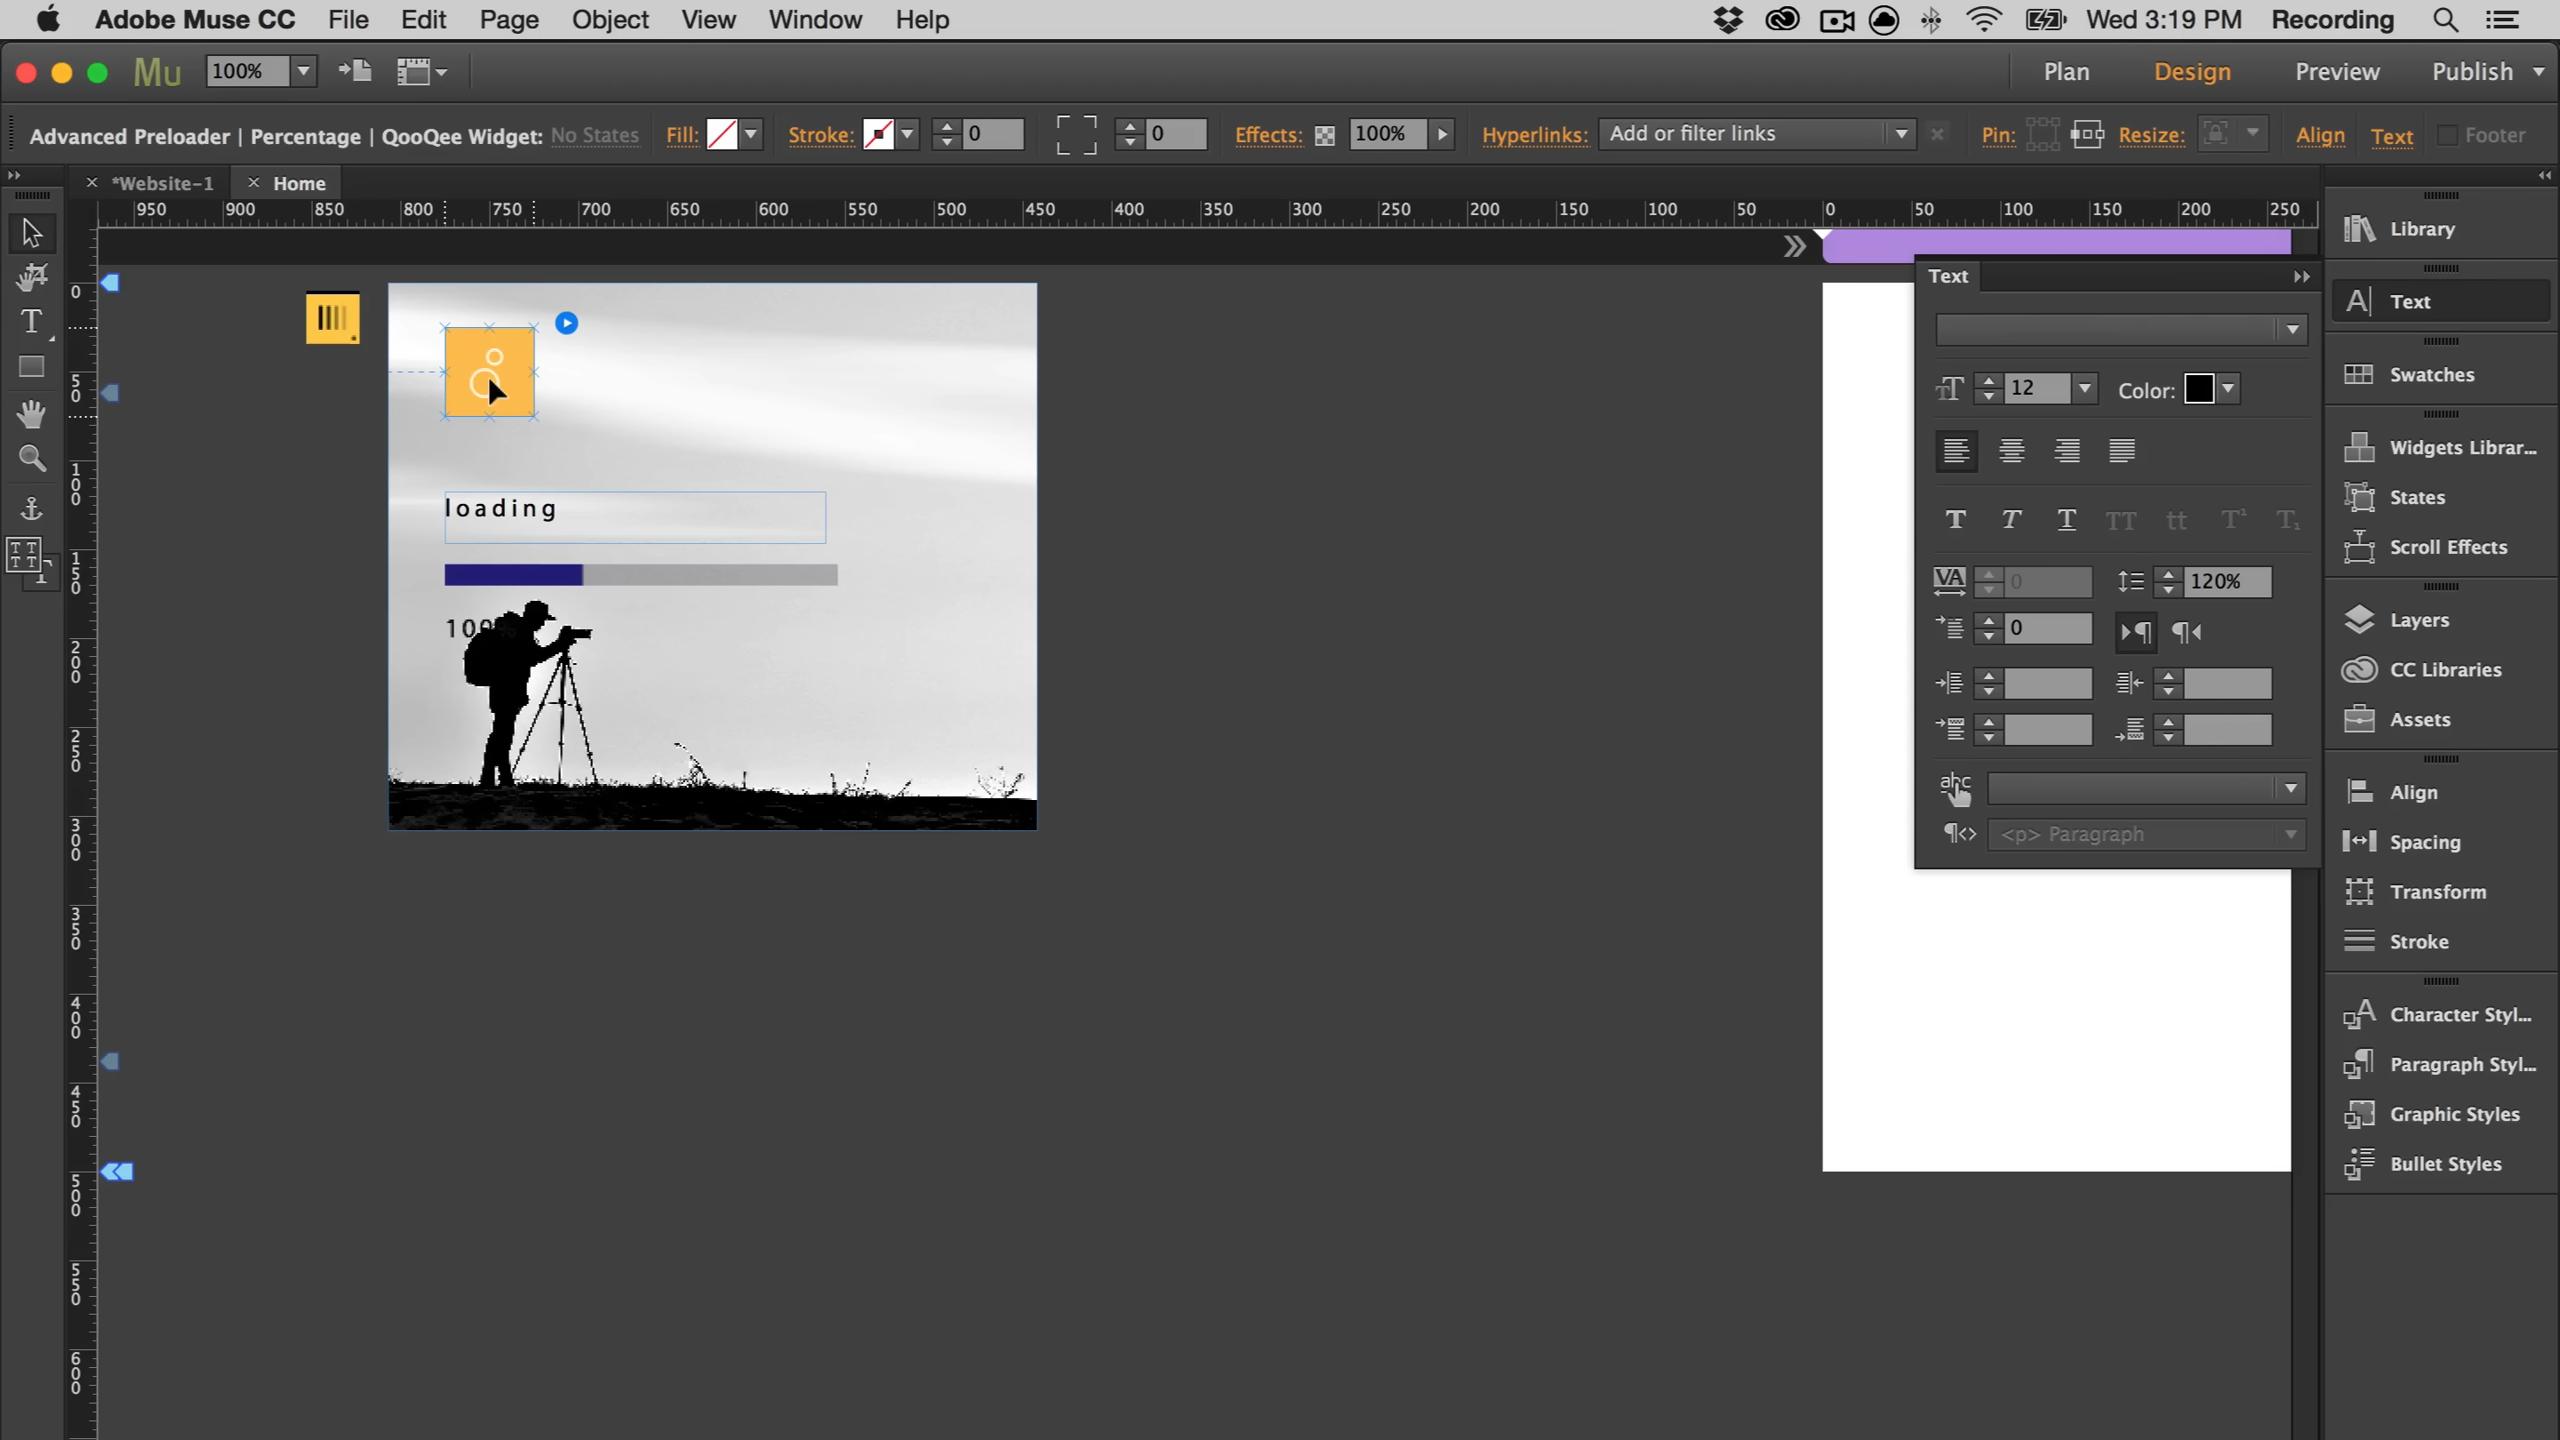 Adobe Muse CC File Edit Page Object View Window Help Wed 3:19 PM Recording
Mu 100% Plan Design Preview Publish
Advanced Preloader | Percentage | QooQee Widget: No States Fill: Stroke: 0 0 Effects: 100% Hyperlinks: Add or filter links Pin: Resize: Align Text Footer
*Website-1 Home
950 900 850 800 750 700 650 600 550 500 450 400 350 300 250 200 150 100 50 0 50 100 150 200 250
0
50
100
150
200
250
300
350
400
450
500
550
600
loading
100%
Text
12 Color:
T T T TT tt T¹ T₁
VA 0 120%
0
abc
<p> Paragraph
Library
Text
Swatches
Widgets Librar...
States
Scroll Effects
Layers
CC Libraries
Assets
Align
Spacing
Transform
Stroke
Character Styl...
Paragraph Styl...
Graphic Styles
Bullet Styles